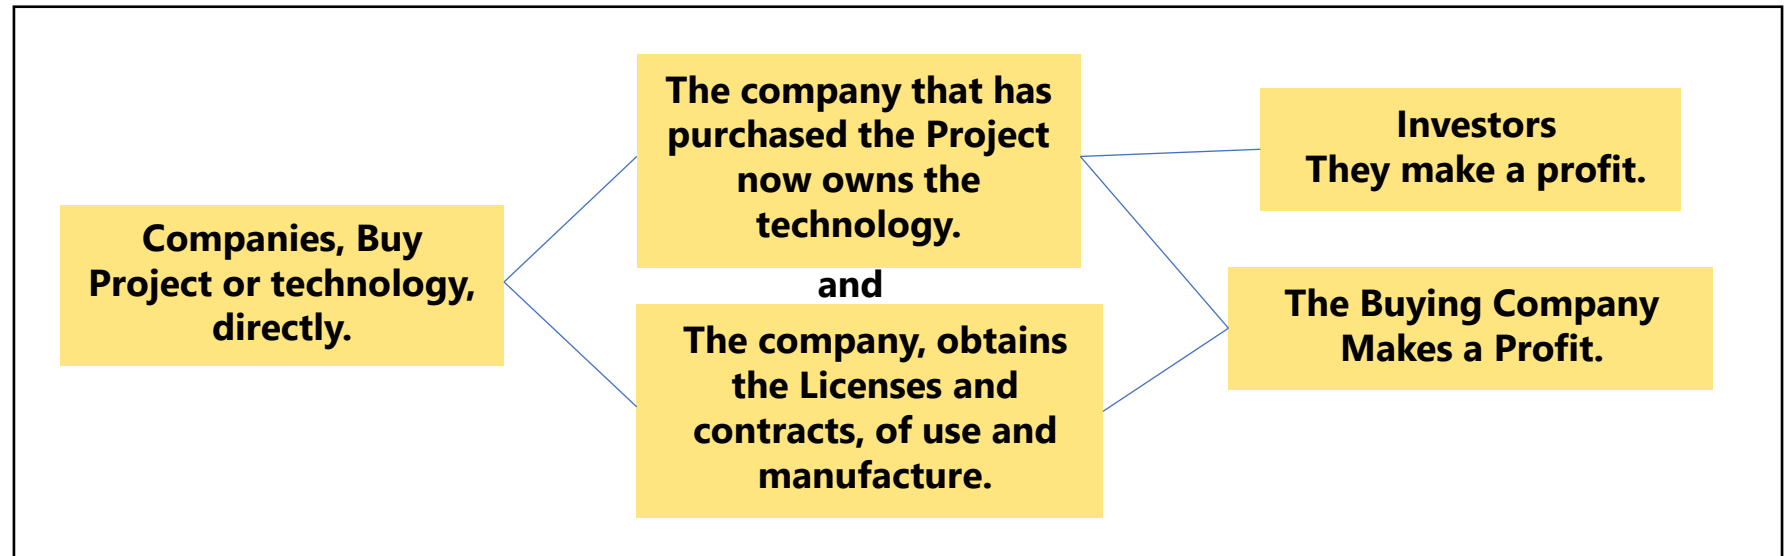 Companies, Buy
Project or technology,
directly.
The company that has
purchased the Project
now owns the
technology.
and
The company, obtains
the Licenses and
contracts, of use and
manufacture.
Investors
They make a profit.
The Buying Company
Makes a Profit.